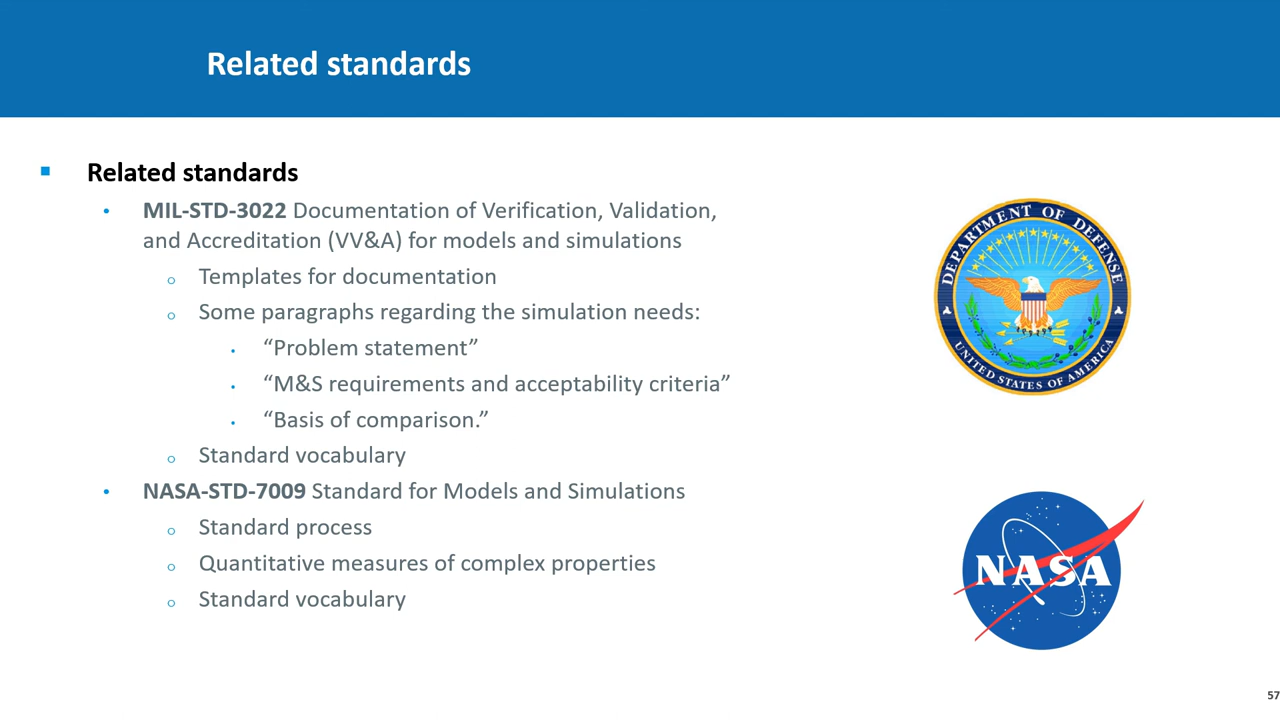 Related standards
Related standards
MIL-STD-3022 Documentation of Verification, Validation,
and Accreditation (VV&A) for models and simulations
Templates for documentation
Some paragraphs regarding the simulation needs:
“Problem statement”
“M&S requirements and acceptability criteria”
“Basis of comparison.”
Standard vocabulary
NASA-STD-7009 Standard for Models and Simulations
Standard process
Quantitative measures of complex properties
Standard vocabulary
DEPARTMENT OF DEFENSE
UNITED STATES OF AMERICA
NASA
57